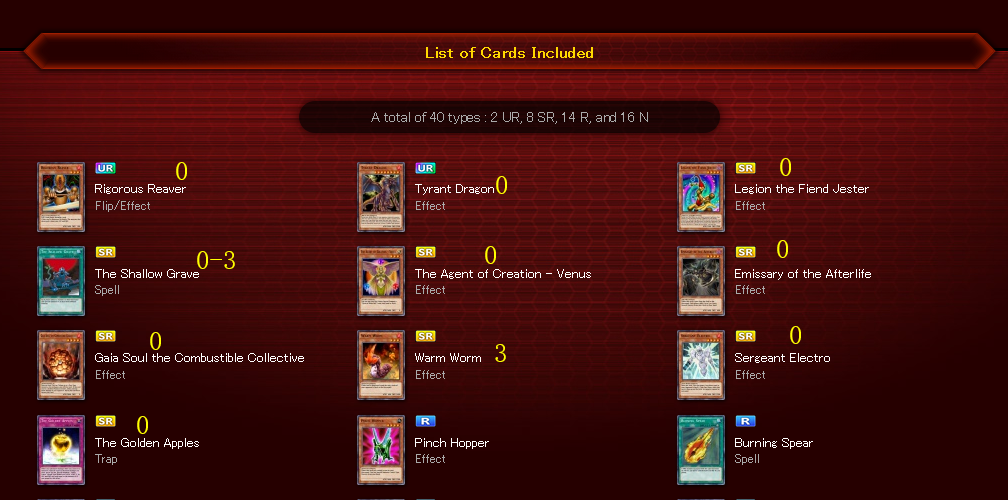 List of Cards Included
A total of 40 types : 2 UR, 8 SR, 14 R, and 16 N
UR 0
Rigorous Reaver
Flip/Effect
UR
Tyrant Dragon 0
Effect
SR 0
Legion the Fiend Jester
Effect
SR
The Shallow Grave 0-3
Spell
SR 0
The Agent of Creation - Venus
Effect
SR 0
Emissary of the Afterlife
Effect
SR 0
Gaia Soul the Combustible Collective
Effect
SR
Warm Worm 3
Effect
SR 0
Sergeant Electro
Effect
SR 0
The Golden Apples
Trap
R
Pinch Hopper
Effect
R
Burning Spear
Spell